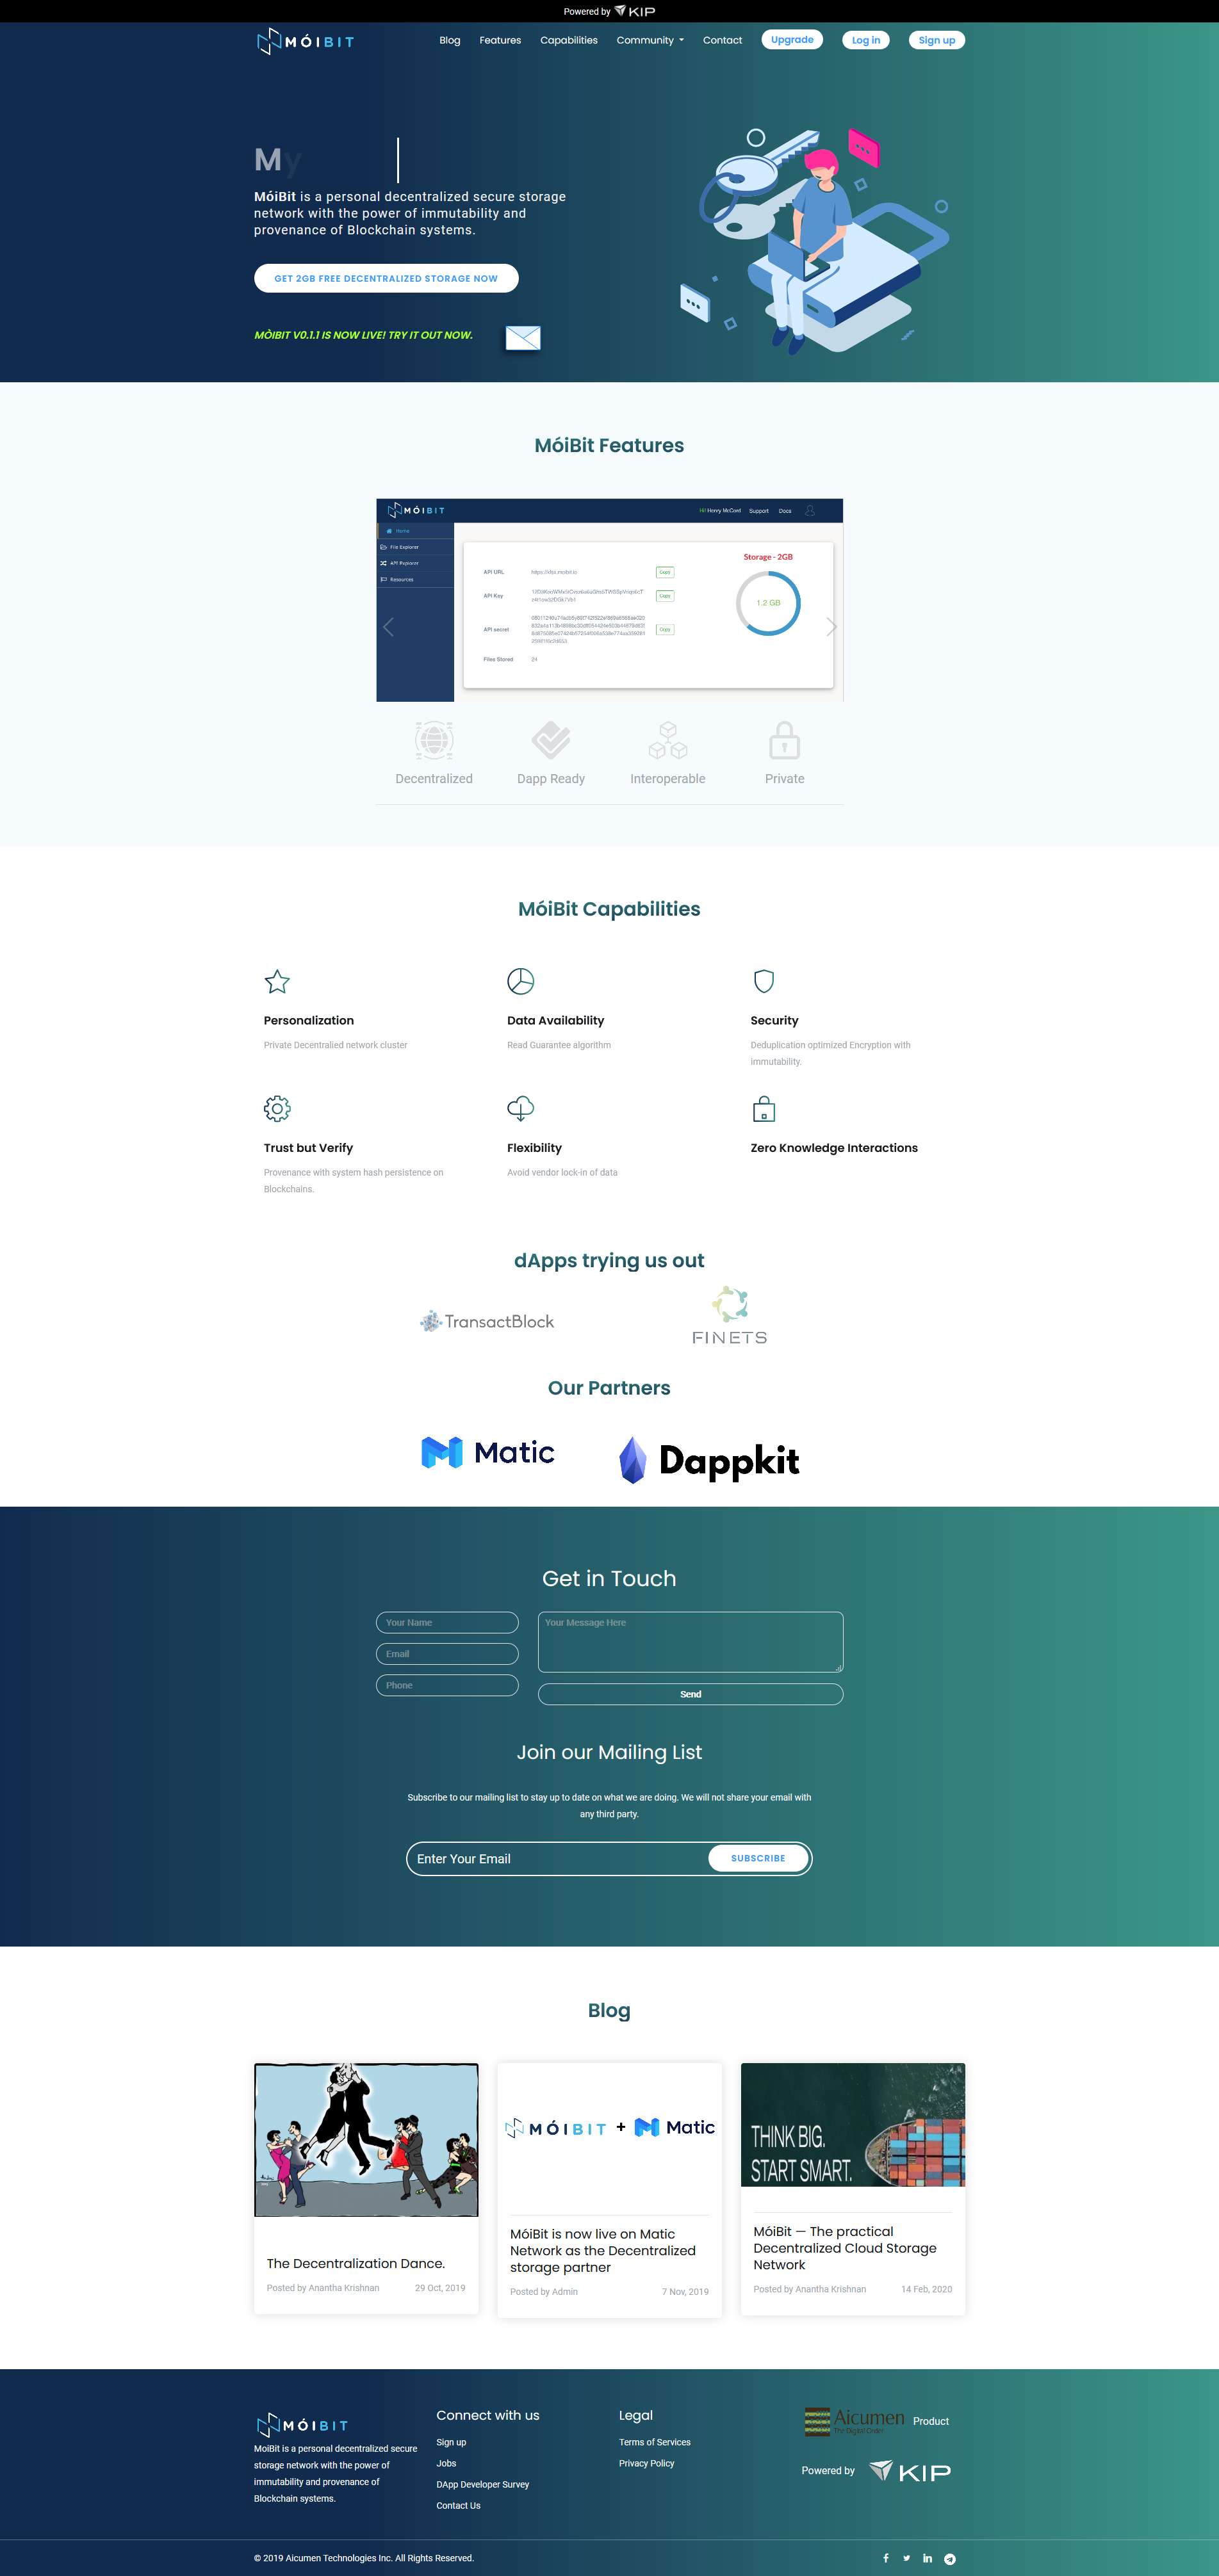 Powered by KIP
MÓIBIT
Blog Features Capabilities Community Contact Upgrade Log in Sign up
My
MóiBit is a personal decentralized secure storage
network with the power of immutability and
provenance of Blockchain systems.
GET 2GB FREE DECENTRALIZED STORAGE NOW
MÒIBIT V0.1.1 IS NOW LIVE! TRY IT OUT NOW.
MóiBit Features
MÓIBIT
Hi! Henry McCord Support Docs
Home
File Explorer
API Explorer
Resources
Storage - 2GB
1.2 GB
API URL Copy
API Key Copy
API secret Copy
Files Stored 24
Decentralized Dapp Ready Interoperable Private
MóiBit Capabilities
Personalization
Private Decentralied network cluster
Data Availability
Read Guarantee algorithm
Security
Deduplication optimized Encryption with
immutability.
Trust but Verify
Provenance with system hash persistence on
Blockchains.
Flexibility
Avoid vendor lock-in of data
Zero Knowledge Interactions
dApps trying us out
TransactBlock
FINETS
Our Partners
Matic
Dappkit
Get in Touch
Your Name
Email
Phone
Your Message Here
Send
Join our Mailing List
Subscribe to our mailing list to stay up to date on what we are doing. We will not share your email with
any third party.
Enter Your Email SUBSCRIBE
Blog
The Decentralization Dance.
Posted by Anantha Krishnan 29 Oct, 2019
MÓIBIT + Matic
MóiBit is now live on Matic
Network as the Decentralized
storage partner
Posted by Admin 7 Nov, 2019
THINK BIG.
START SMART.
MóiBit — The practical
Decentralized Cloud Storage
Network
Posted by Anantha Krishnan 14 Feb, 2020
MÓIBIT
MoiBit is a personal decentralized secure
storage network with the power of
immutability and provenance of
Blockchain systems.
Connect with us
Sign up
Jobs
DApp Developer Survey
Contact Us
Legal
Terms of Services
Privacy Policy
Aicumen Product
The Digital Order
Powered by KIP
© 2019 Aicumen Technologies Inc. All Rights Reserved.